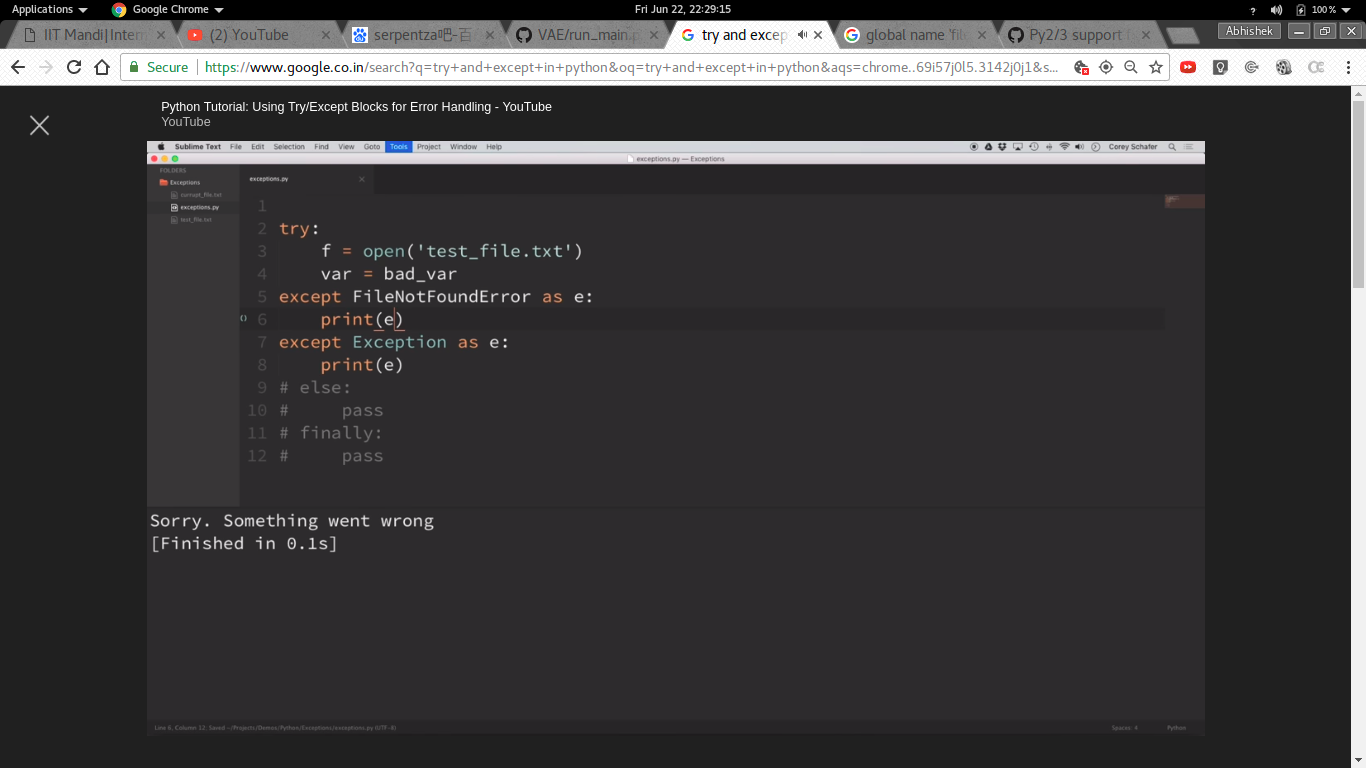 Applications Google Chrome Fri Jun 22, 22:29:15 100%
IIT Mandi|Intern (2) YouTube serpentza吧-百 VAE/run_main.p try and excep global name 'file Py2/3 support f Abhishek
Secure https://www.google.co.in/search?q=try+and+except+in+python&oq=try+and+except+in+python&aqs=chrome..69i57j0l5.3142j0j1&s...
Python Tutorial: Using Try/Except Blocks for Error Handling - YouTube
YouTube
Sublime Text File Edit Selection Find View Goto Tools Project Window Help Corey Schafer
exceptions.py — Exceptions
FOLDERS
Exceptions
currupt_file.txt
exceptions.py
test_file.txt
exceptions.py
1
2 try:
3 f = open('test_file.txt')
4 var = bad_var
5 except FileNotFoundError as e:
6 print(e)
7 except Exception as e:
8 print(e)
9 # else:
10 # pass
11 # finally:
12 # pass
Sorry. Something went wrong
[Finished in 0.1s]
Line 6, Column 12; Saved ~/Projects/Demos/Python/Exceptions/exceptions.py (UTF-8) Spaces: 4 Python